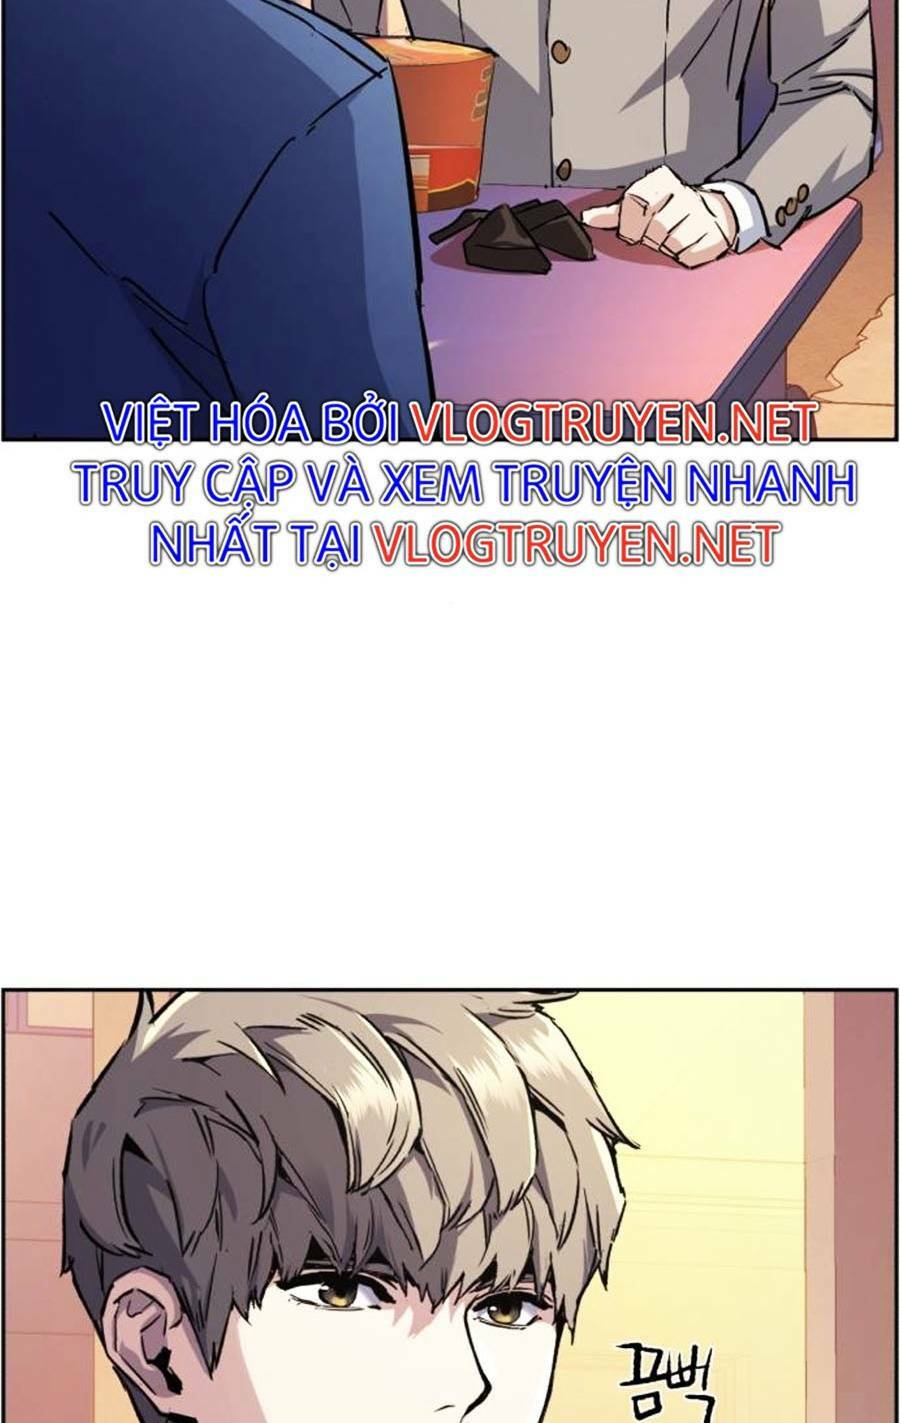 VIỆT HÓA BỞI VLOGTRUYEN.NET
TRUY CẬP VÀ XEM TRUYỆN NHANH
NHẤT TẠI VLOGTRUYEN.NET
끔뻑